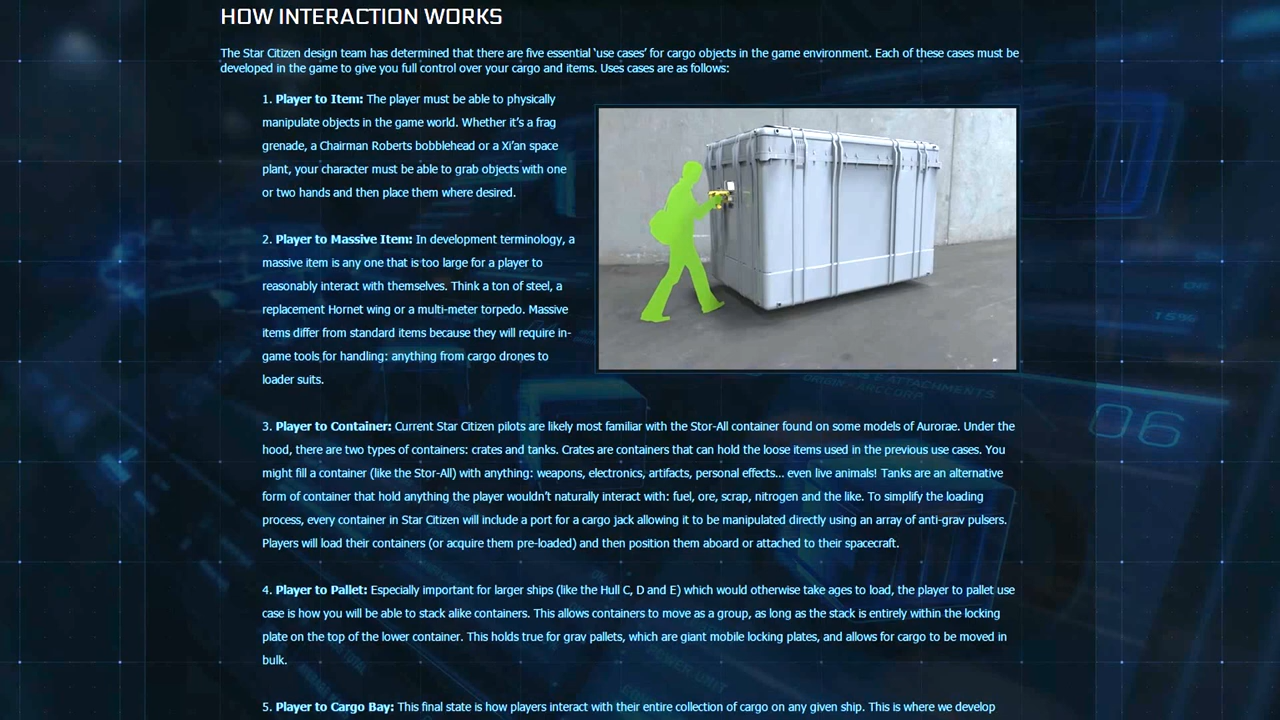 HOW INTERACTION WORKS
The Star Citizen design team has determined that there are five essential ‘use cases’ for cargo objects in the game environment. Each of these cases must be
developed in the game to give you full control over your cargo and items. Uses cases are as follows:
1. Player to Item: The player must be able to physically
manipulate objects in the game world. Whether it’s a frag
grenade, a Chairman Roberts bobblehead or a Xi’an space
plant, your character must be able to grab objects with one
or two hands and then place them where desired.
2. Player to Massive Item: In development terminology, a
massive item is any one that is too large for a player to
reasonably interact with themselves. Think a ton of steel, a
replacement Hornet wing or a multi-meter torpedo. Massive
items differ from standard items because they will require in-
game tools for handling: anything from cargo drones to
loader suits.
3. Player to Container: Current Star Citizen pilots are likely most familiar with the Stor-All container found on some models of Aurorae. Under the
hood, there are two types of containers: crates and tanks. Crates are containers that can hold the loose items used in the previous use cases. You
might fill a container (like the Stor-All) with anything: weapons, electronics, artifacts, personal effects... even live animals! Tanks are an alternative
form of container that hold anything the player wouldn’t naturally interact with: fuel, ore, scrap, nitrogen and the like. To simplify the loading
process, every container in Star Citizen will include a port for a cargo jack allowing it to be manipulated directly using an array of anti-grav pulsers.
Players will load their containers (or acquire them pre-loaded) and then position them aboard or attached to their spacecraft.
4. Player to Pallet: Especially important for larger ships (like the Hull C, D and E) which would otherwise take ages to load, the player to pallet use
case is how you will be able to stack alike containers. This allows containers to move as a group, as long as the stack is entirely within the locking
plate on the top of the lower container. This holds true for grav pallets, which are giant mobile locking plates, and allows for cargo to be moved in
bulk.
5. Player to Cargo Bay: This final state is how players interact with their entire collection of cargo on any given ship. This is where we develop
ATTACHMENTS
06